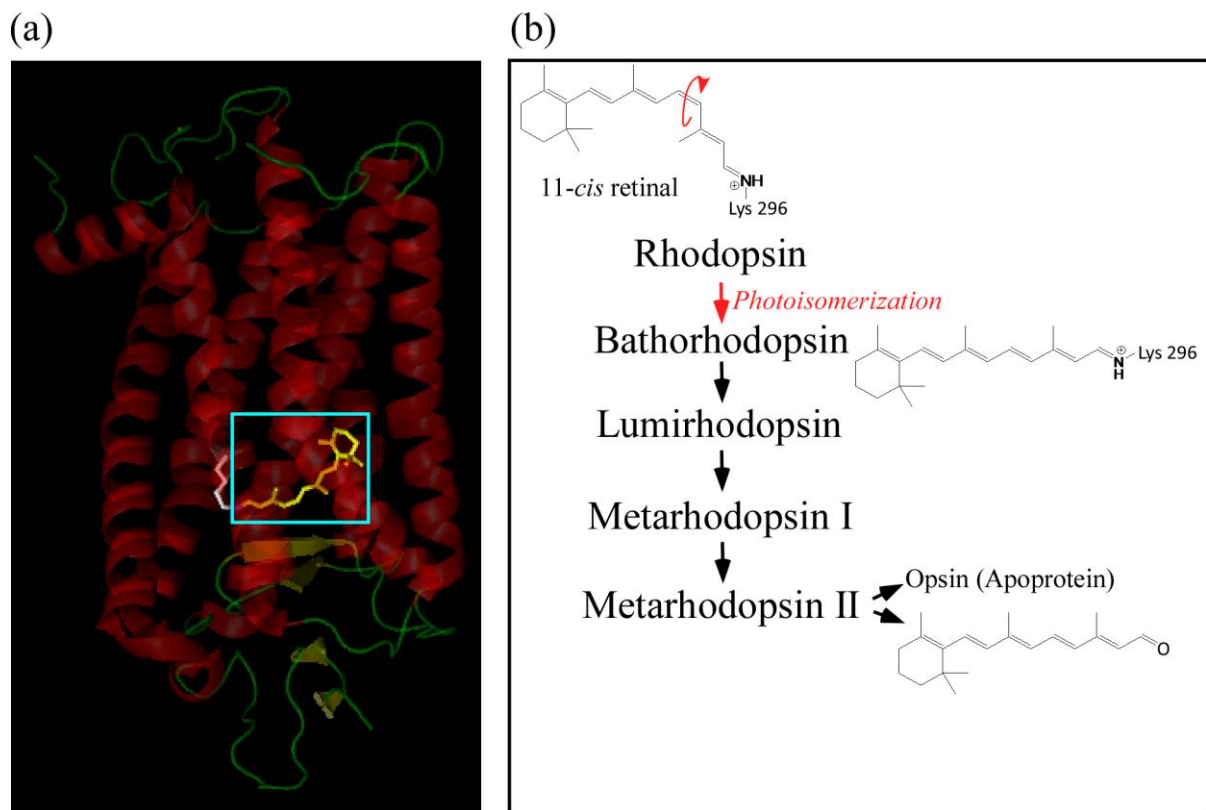 (a)
(b)
⊕ NH
Lys 296
11-cis retinal
Rhodopsin
Photoisomerization
Bathorhodopsin
⊕ Lys 296
N
H
Lumirhodopsin
Metarhodopsin I
Opsin (Apoprotein)
Metarhodopsin II
O